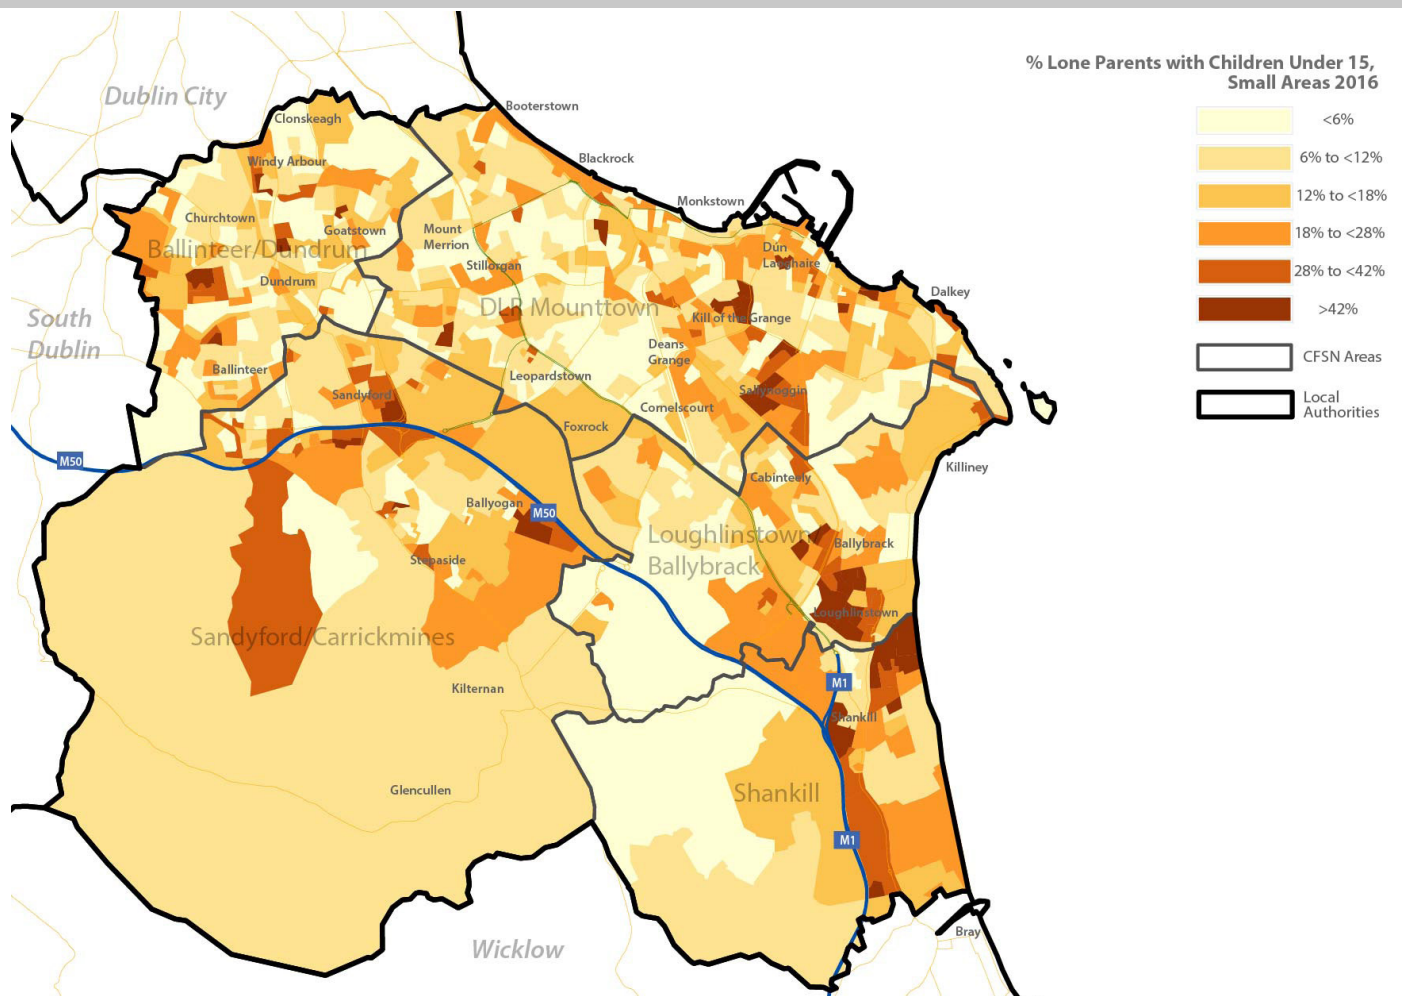 % Lone Parents with Children Under 15,
Small Areas 2016
<6%
6% to <12%
12% to <18%
18% to <28%
28% to <42%
>42%
CFSN Areas
Local
Authorities
Dublin City
Booterstown
Clonskeagh
Windy Arbour
Blackrock
Monkstown
Churchtown
Goatstown
Mount
Merrion
Ballinteer/Dundrum
Dún
Laoghaire
Stillorgan
Dundrum
Dalkey
DLR Mounttown
Kill of the Grange
South
Dublin
Deans
Grange
Ballinteer
Leopardstown
Sandyford
Sallynoggin
Cornelscourt
Foxrock
M50
Killiney
Cabinteely
Ballyogan
M50
Loughlinstown
Ballybrack
Ballybrack
Stepaside
Loughlinstown
Sandyford/Carrickmines
Kilternan
M1
Shankill
Glencullen
Shankill
M1
Bray
Wicklow